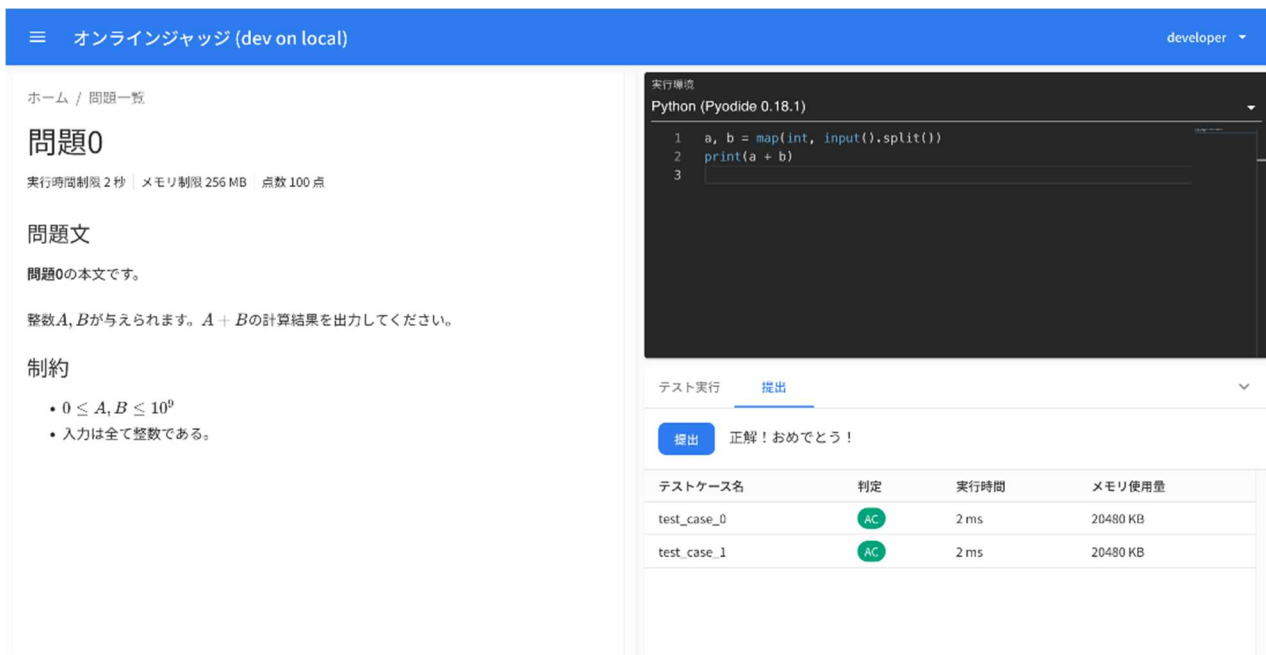 オンラインジャッジ (dev on local)
developer
ホーム / 問題一覧
問題0
実行時間制限 2 秒 メモリ制限 256 MB 点数 100 点
問題文
問題0の本文です。
整数A, Bが与えられます。A + Bの計算結果を出力してください。
制約
• 0 ≤ A, B ≤ 10⁹
• 入力は全て整数である。
実行環境
Python (Pyodide 0.18.1)
1 a, b = map(int, input().split())
2 print(a + b)
3
テスト実行 提出
提出 正解！おめでとう！
テストケース名 判定 実行時間 メモリ使用量
test_case_0 AC 2 ms 20480 KB
test_case_1 AC 2 ms 20480 KB